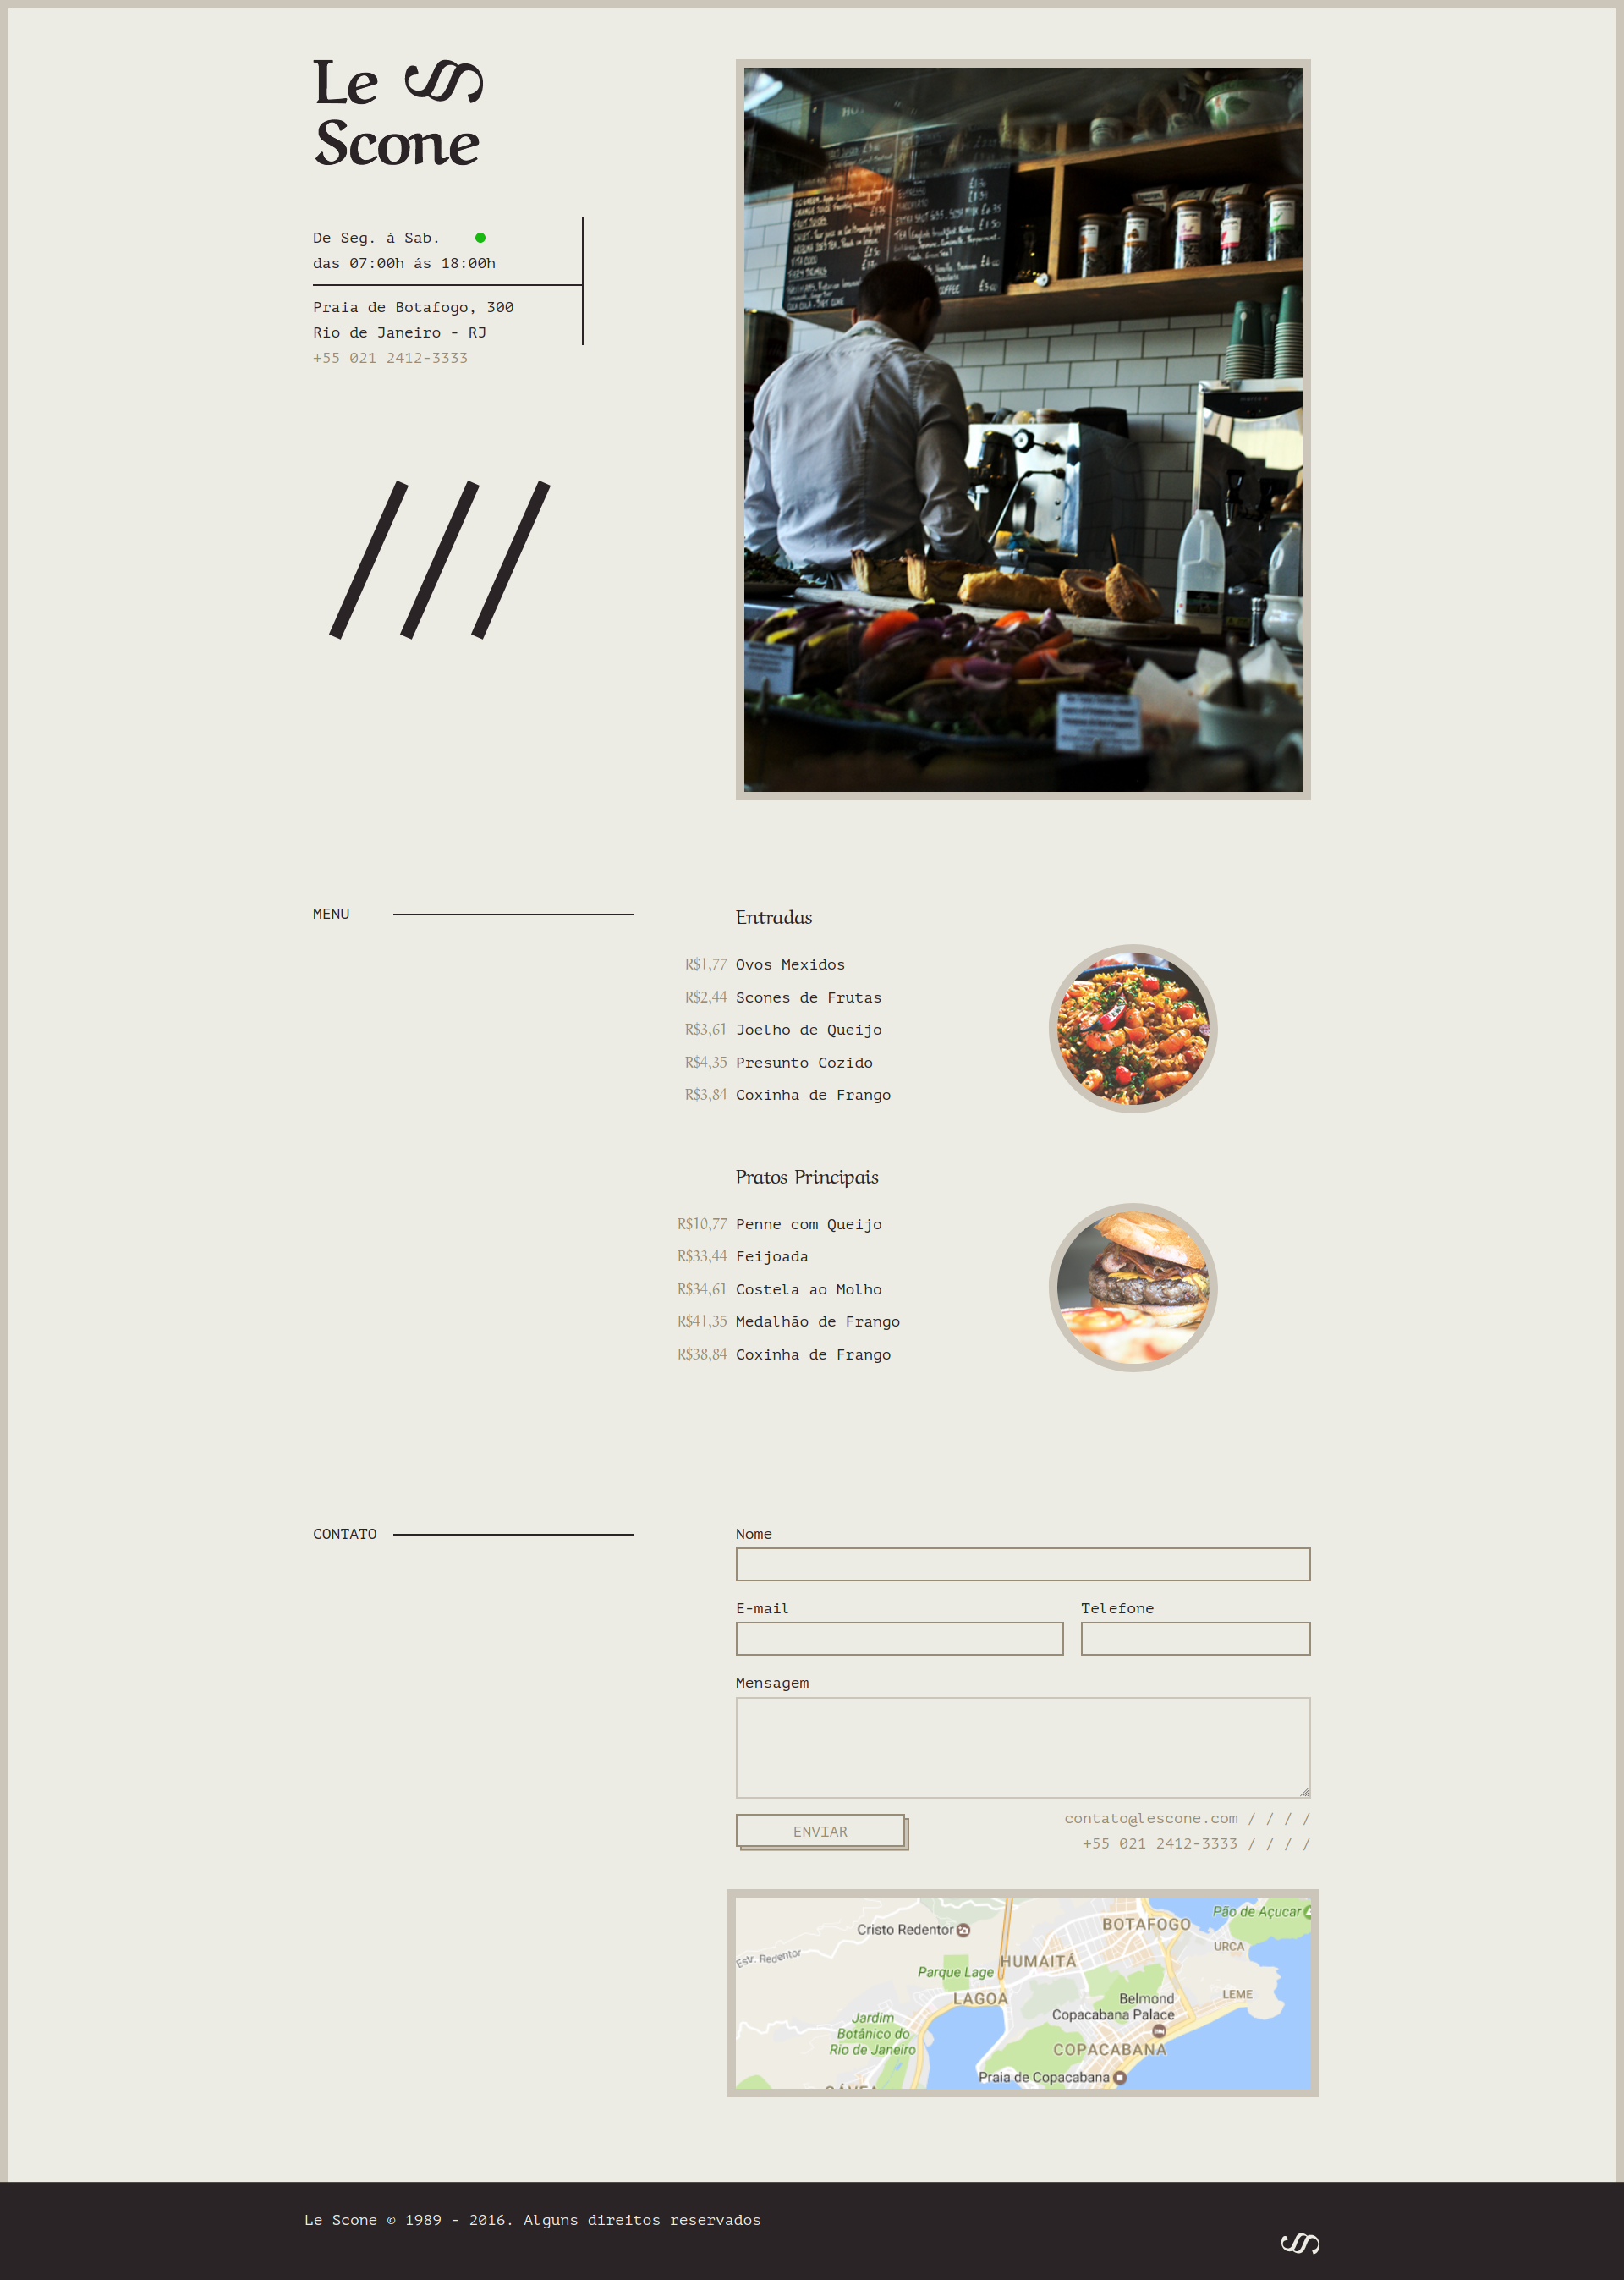 Le
Scone
De Seg. á Sab.
das 07:00h ás 18:00h
Praia de Botafogo, 300
Rio de Janeiro - RJ
+55 021 2412-3333
MENU
Entradas
R$1,77 Ovos Mexidos
R$2,44 Scones de Frutas
R$3,61 Joelho de Queijo
R$4,35 Presunto Cozido
R$3,84 Coxinha de Frango
Pratos Principais
R$10,77 Penne com Queijo
R$33,44 Feijoada
R$34,61 Costela ao Molho
R$41,35 Medalhão de Frango
R$38,84 Coxinha de Frango
CONTATO
Nome
E-mail Telefone
Mensagem
ENVIAR
contato@lescone.com / / / /
+55 021 2412-3333 / / / /
Pão de Açucar
BOTAFOGO
Cristo Redentor
URCA
Esv. Redentor
HUMAITÁ
Parque Lage
LEME
LAGOA
Belmond
Copacabana Palace
Jardim
Botânico do
Rio de Janeiro
COPACABANA
Praia de Copacabana
GÁVEA
Le Scone © 1989 - 2016. Alguns direitos reservados